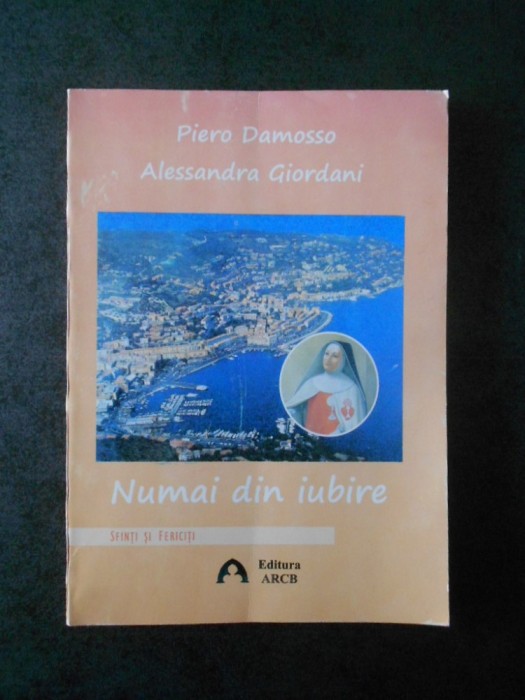 Piero Damosso
Alessandra Giordani
Numai din iubire
SFINȚI ȘI FERICIȚI
Editura
ARCB